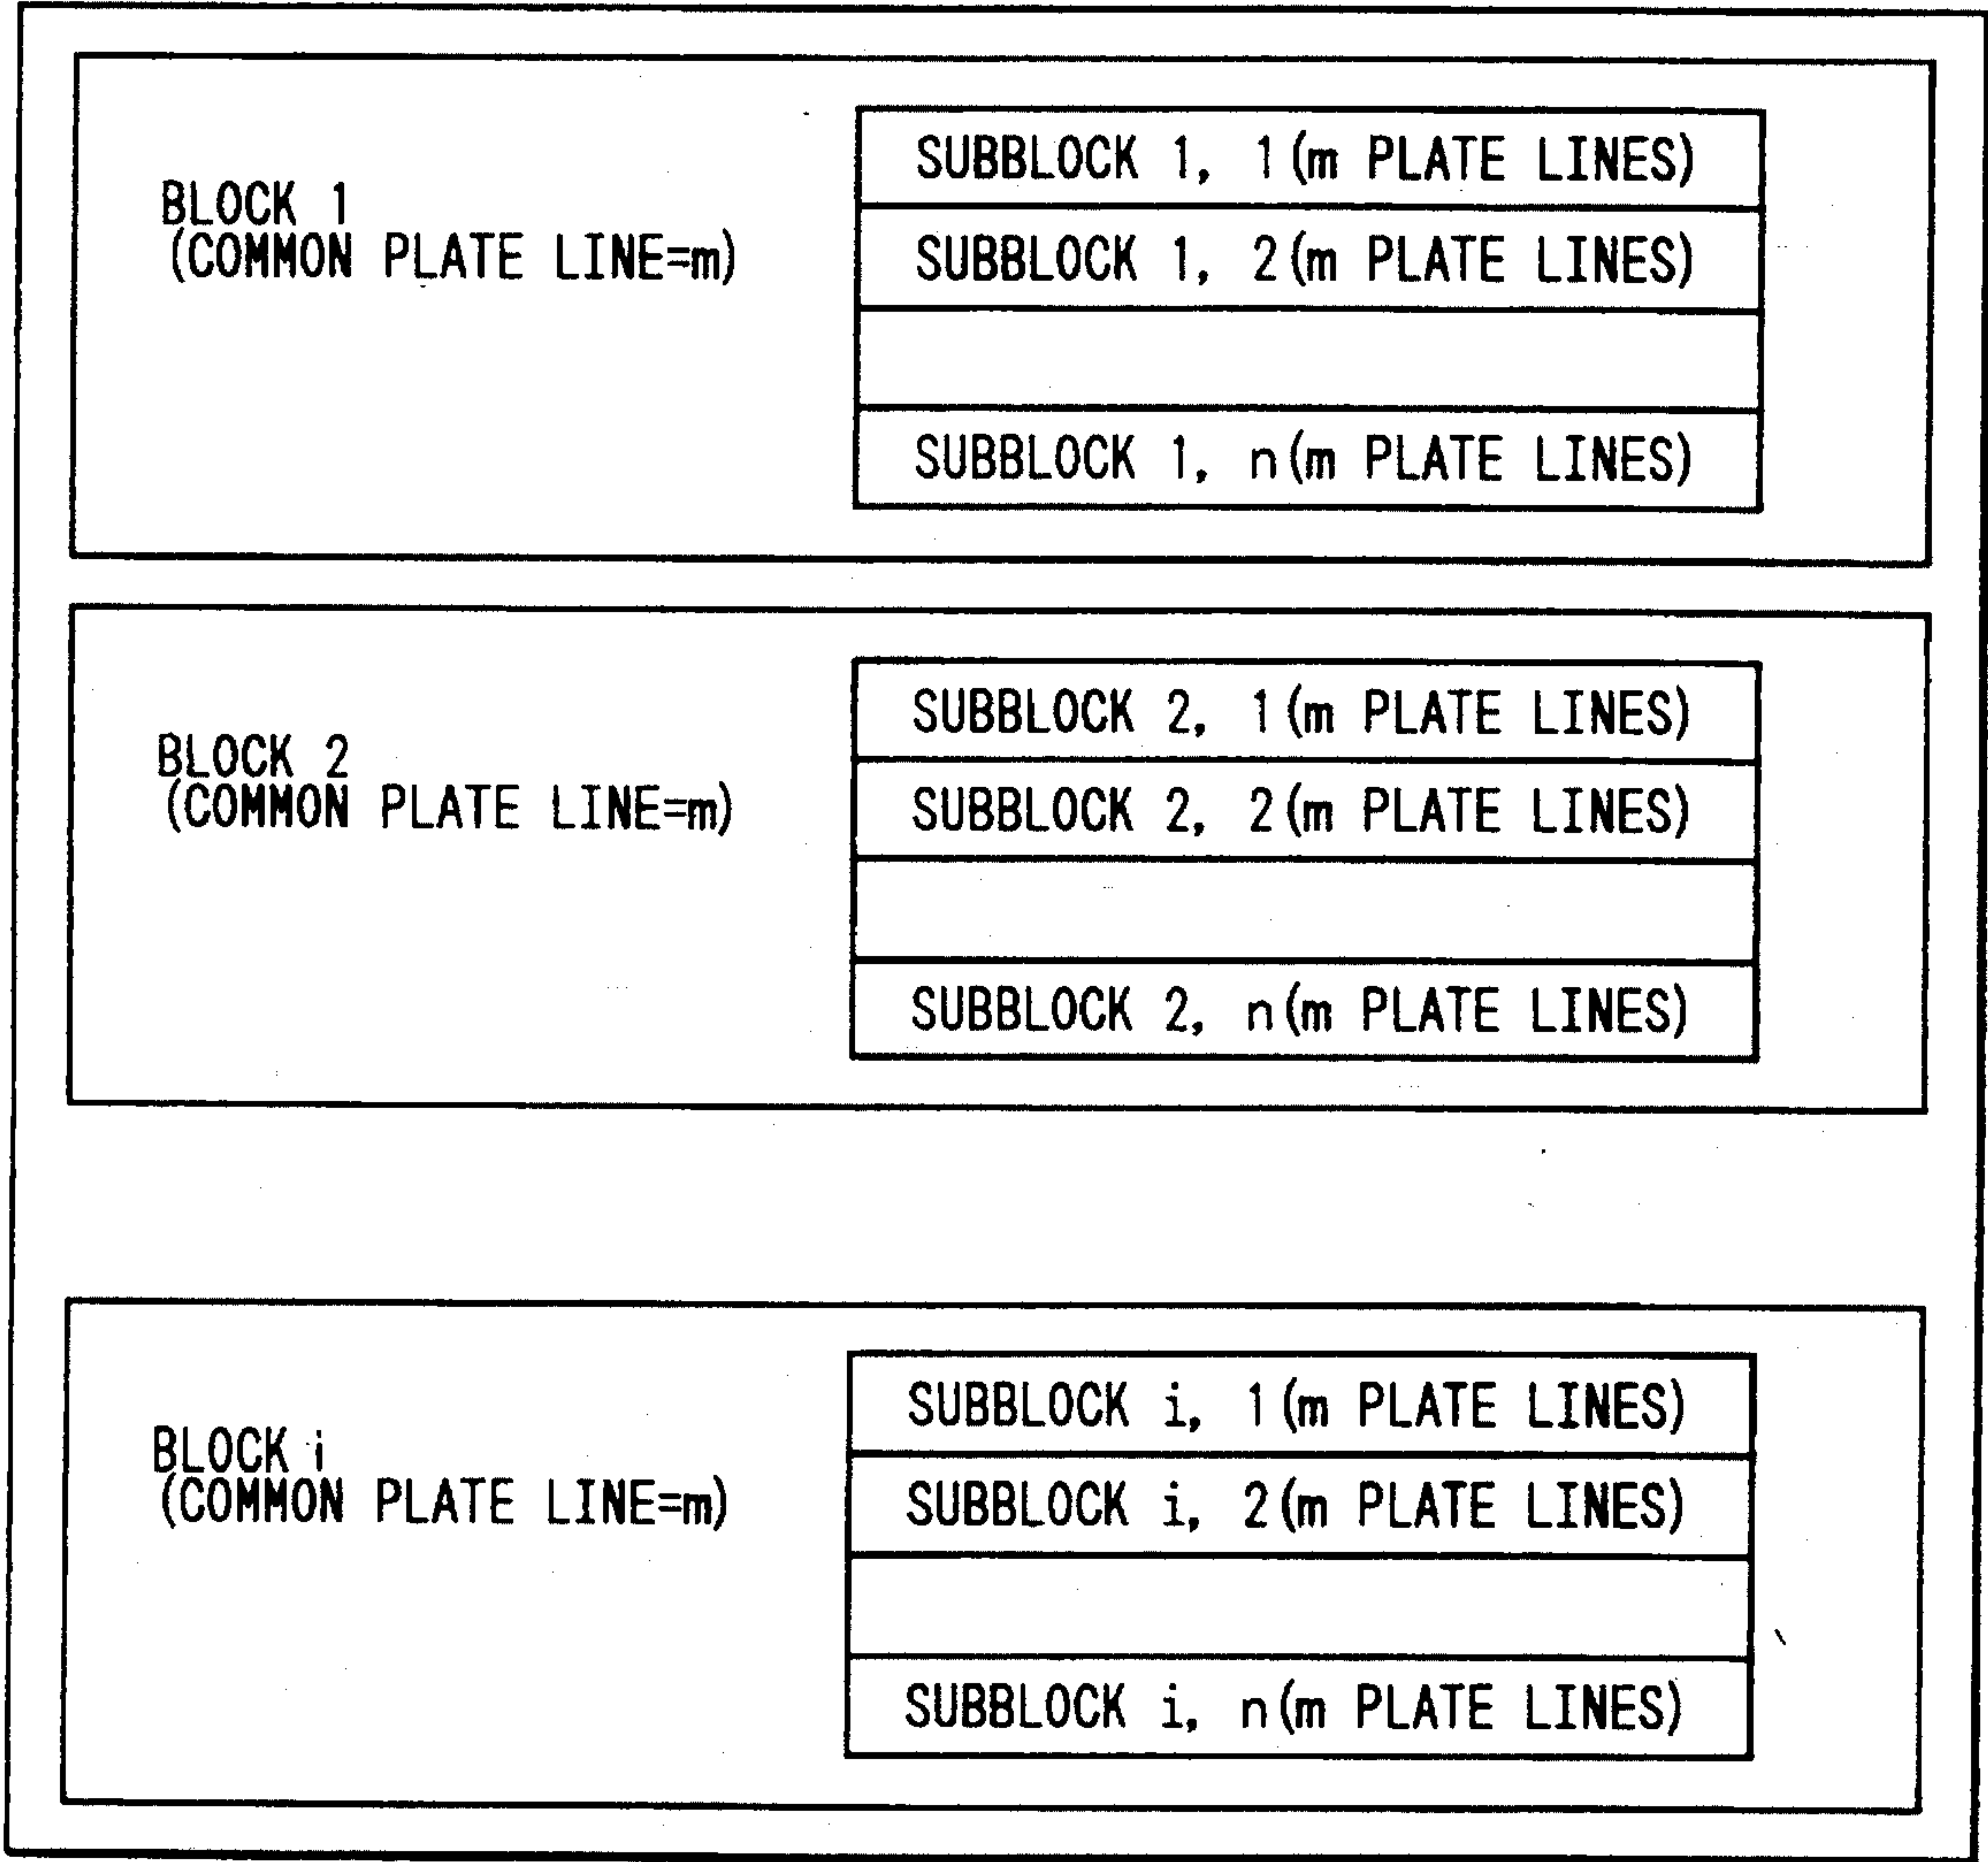 BLOCK 1
(COMMON PLATE LINE=m)
SUBBLOCK 1, 1(m PLATE LINES)
SUBBLOCK 1, 2(m PLATE LINES)
SUBBLOCK 1, n(m PLATE LINES)
BLOCK 2
(COMMON PLATE LINE=m)
SUBBLOCK 2, 1(m PLATE LINES)
SUBBLOCK 2, 2(m PLATE LINES)
SUBBLOCK 2, n(m PLATE LINES)
BLOCK i
(COMMON PLATE LINE=m)
SUBBLOCK i, 1(m PLATE LINES)
SUBBLOCK i, 2(m PLATE LINES)
SUBBLOCK i, n(m PLATE LINES)